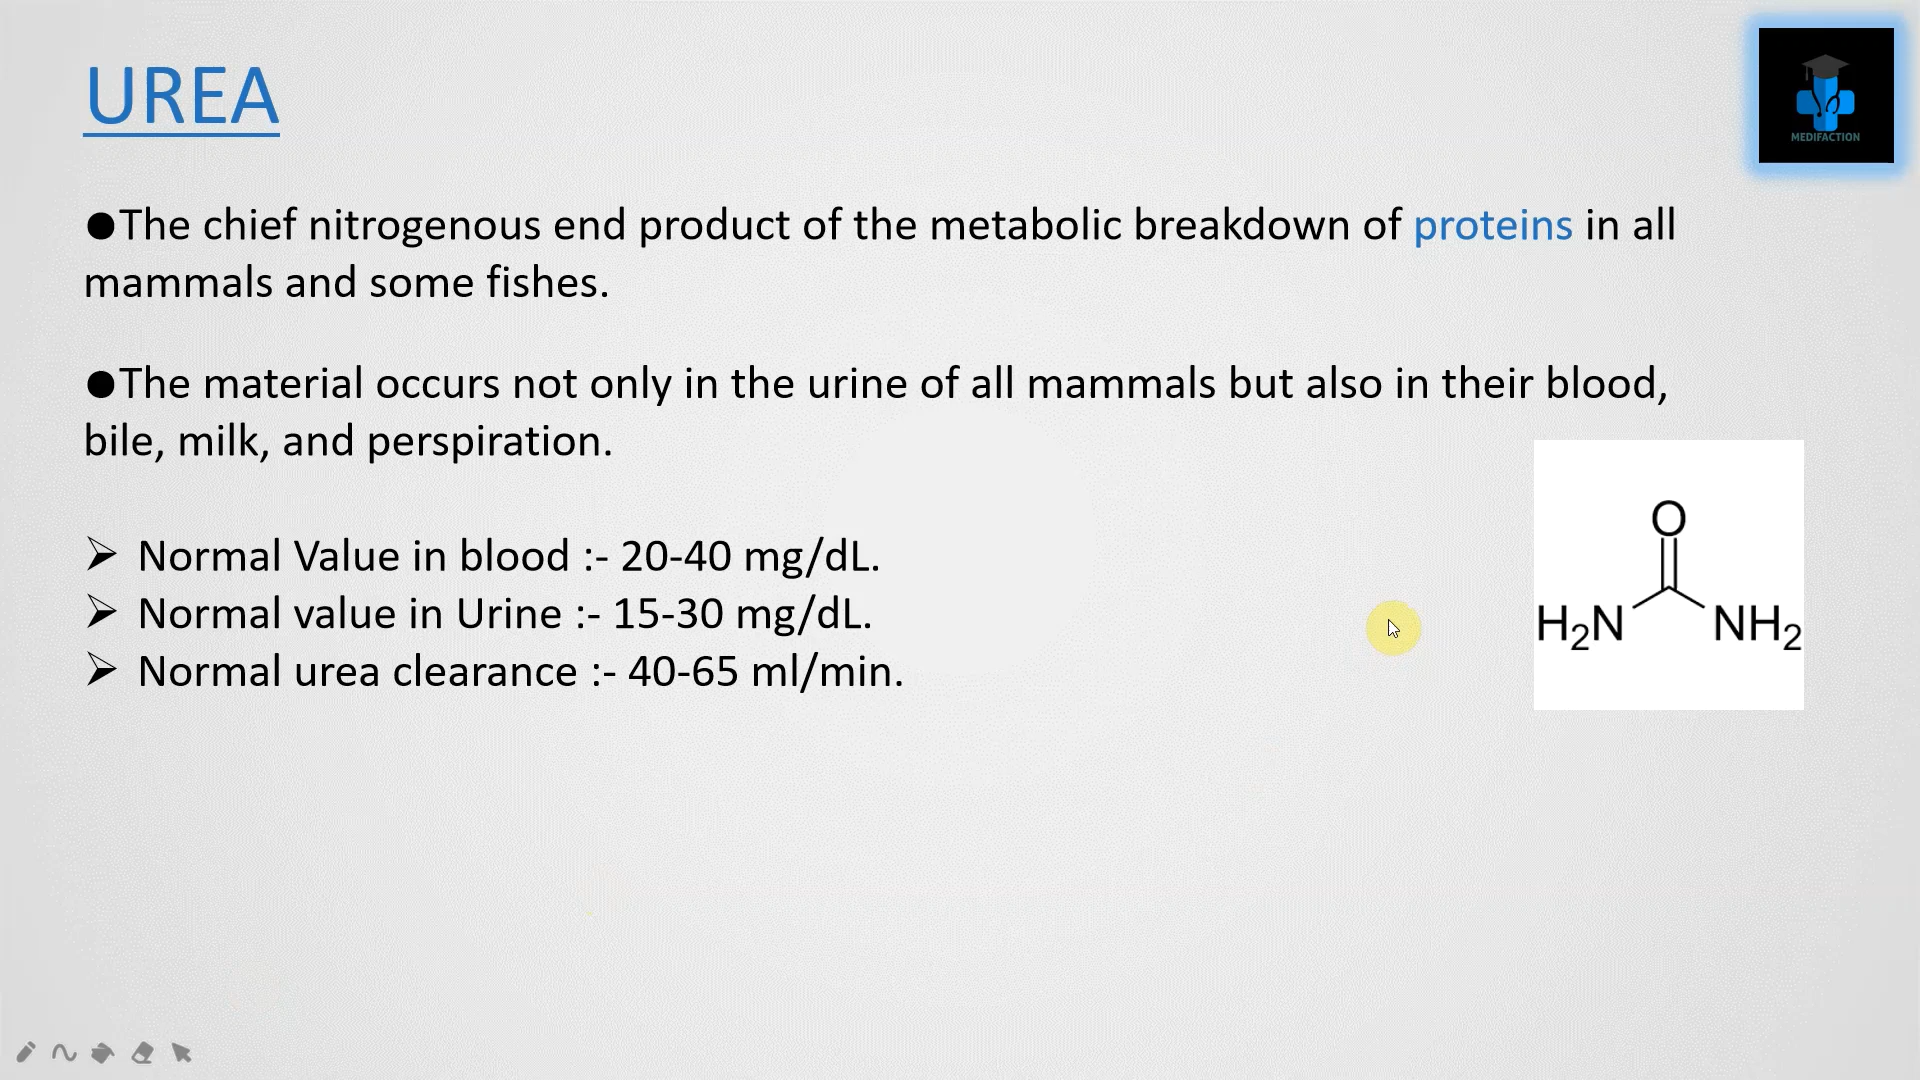 UREA
MEDIFACTION
●The chief nitrogenous end product of the metabolic breakdown of proteins in all
mammals and some fishes.
●The material occurs not only in the urine of all mammals but also in their blood,
bile, milk, and perspiration.
➢ Normal Value in blood :- 20-40 mg/dL.
➢ Normal value in Urine :- 15-30 mg/dL.
➢ Normal urea clearance :- 40-65 ml/min.
O
H₂N NH₂